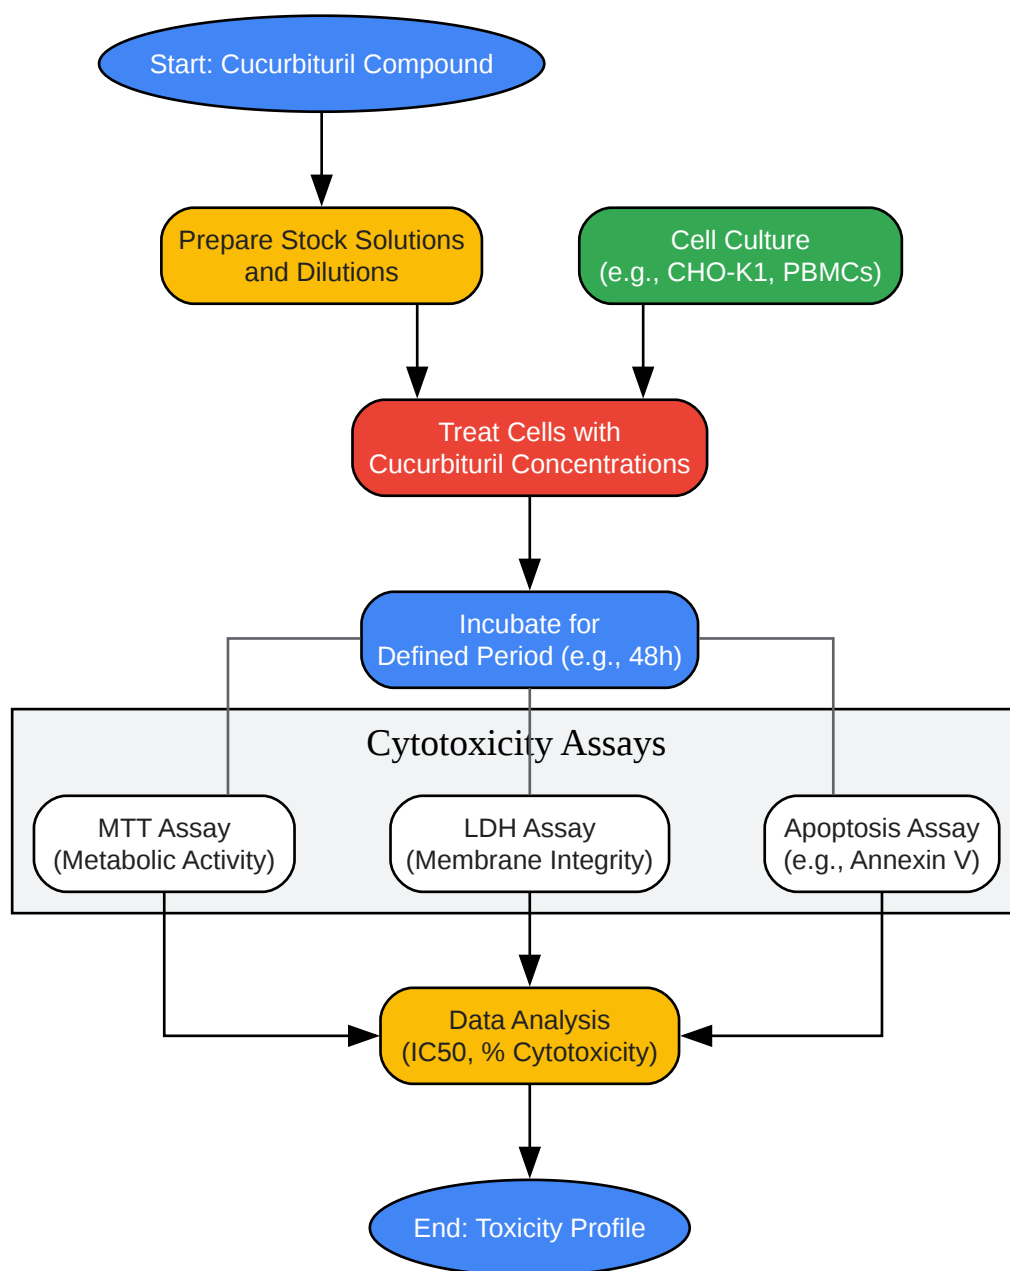 Start: Cucurbituril Compound
Prepare Stock Solutions
and Dilutions
Cell Culture
(e.g., CHO-K1, PBMCs)
Treat Cells with
Cucurbituril Concentrations
Incubate for
Defined Period (e.g., 48h)
Cytotoxicity Assays
MTT Assay
(Metabolic Activity)
LDH Assay
(Membrane Integrity)
Apoptosis Assay
(e.g., Annexin V)
Data Analysis
(IC50, % Cytotoxicity)
End: Toxicity Profile